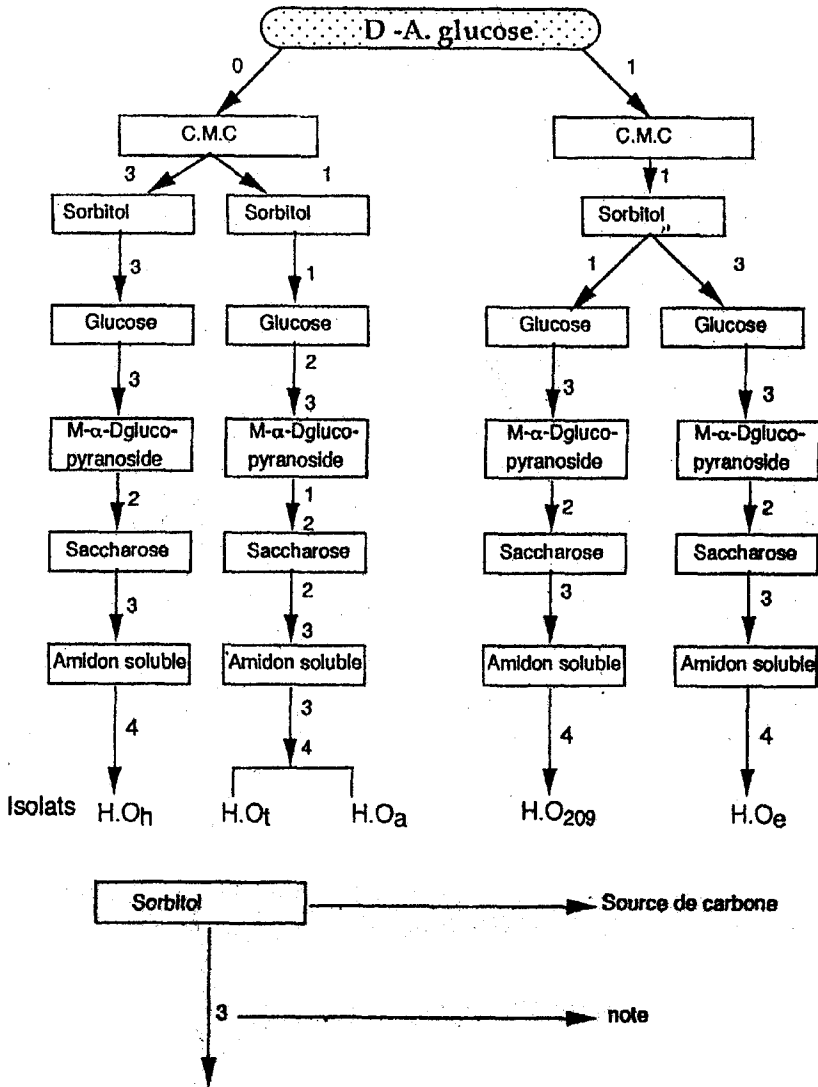 D -A. glucose
0 1
C.M.C C.M.C
3 1 1
Sorbitol Sorbitol Sorbitol
3 1 1 3
Glucose Glucose Glucose Glucose
3 2 3 3
3
M-α-Dgluco- M-α-Dgluco- M-α-Dgluco- M-α-Dgluco-
pyranoside pyranoside pyranoside pyranoside
2 1 2 2
2
Saccharose Saccharose Saccharose Saccharose
3 2 3 3
3
Amidon soluble Amidon soluble Amidon soluble Amidon soluble
4 3 4 4
4
Isolats H.Oh H.Ot H.Oa H.O209 H.Oe
Sorbitol Source de carbone
3 note